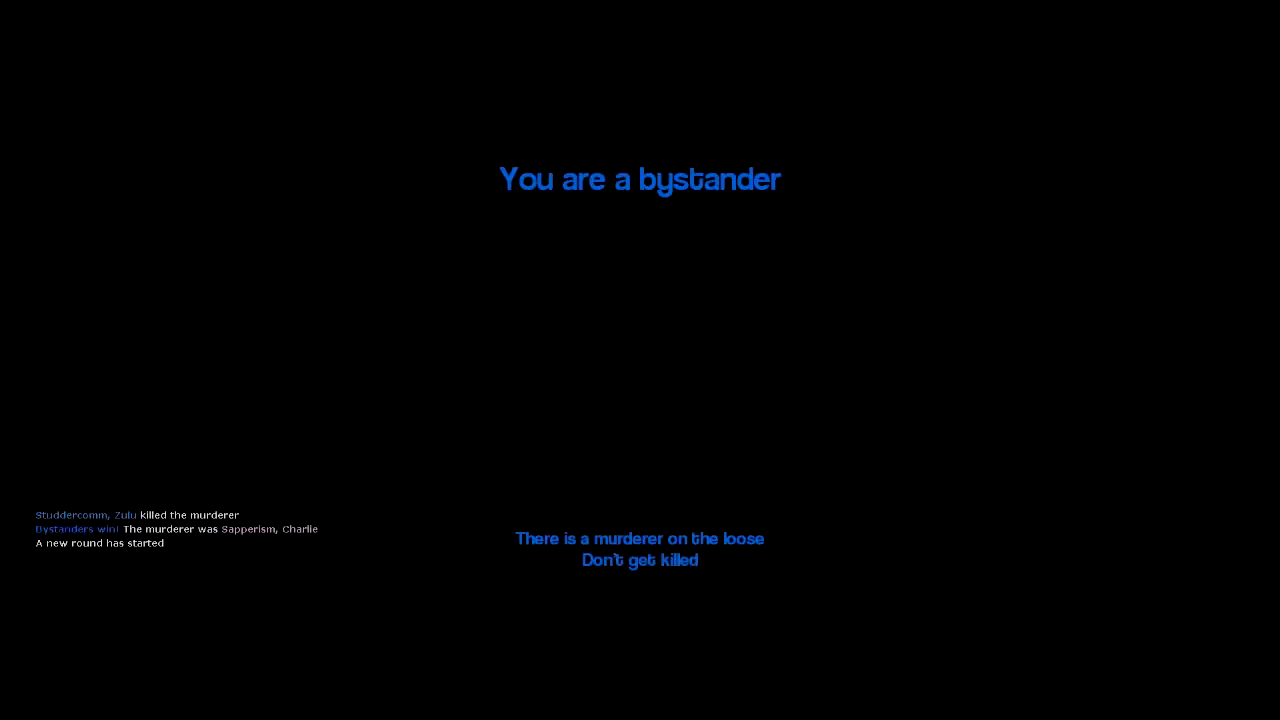 You are a bystander
Studdercomm, Zulu killed the murderer
Bystanders win! The murderer was Sapperism, Charlie
A new round has started
There is a murderer on the loose
Don't get killed